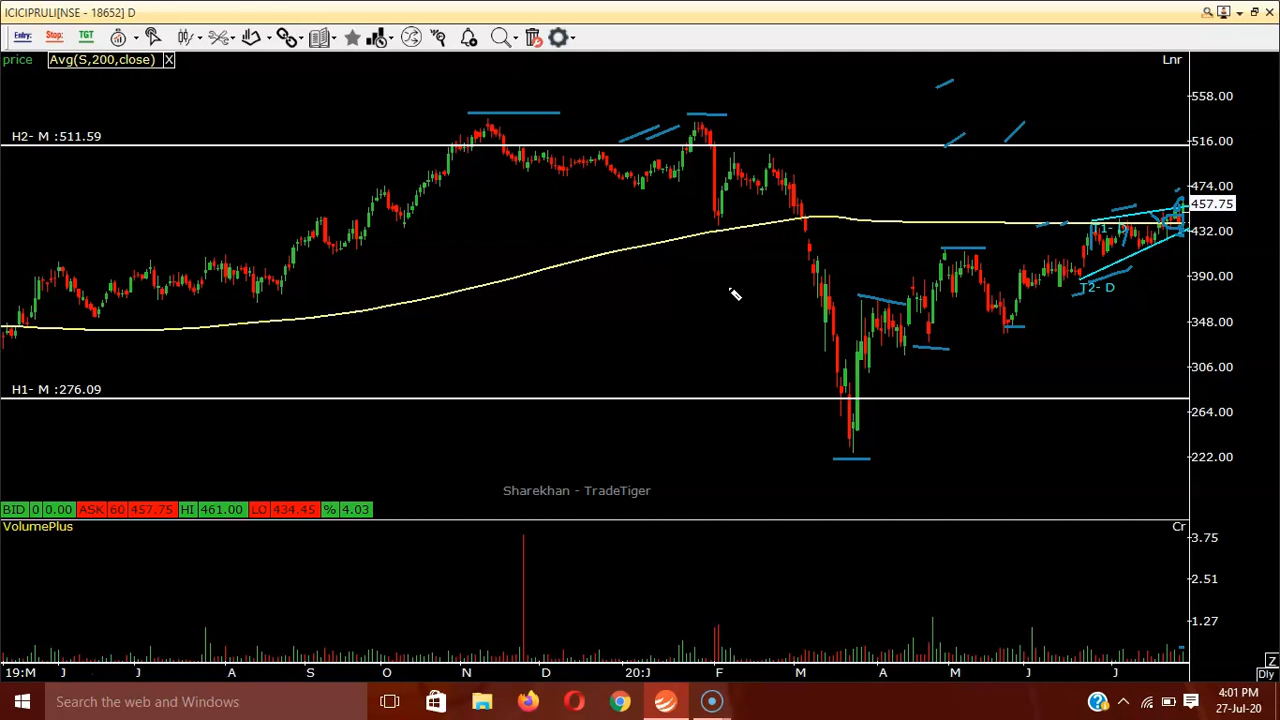 ICICIPRULI[NSE - 18652] D
Entry: Stop: TGT
price Avg(S,200,close) X Lnr
558.00
H2- M :511.59
516.00
474.00
457.75
T1- D
432.00
390.00
T2- D
348.00
306.00
H1- M :276.09
264.00
222.00
Sharekhan - TradeTiger
BID 0 0.00 ASK 60 457.75 HI 461.00 LO 434.45 % 4.03
VolumePlus Cr
3.75
2.51
1.27
19:M J J A S O N D 20:J F M A M J J Z
Dly
Search the web and Windows
4:01 PM
27-Jul-20